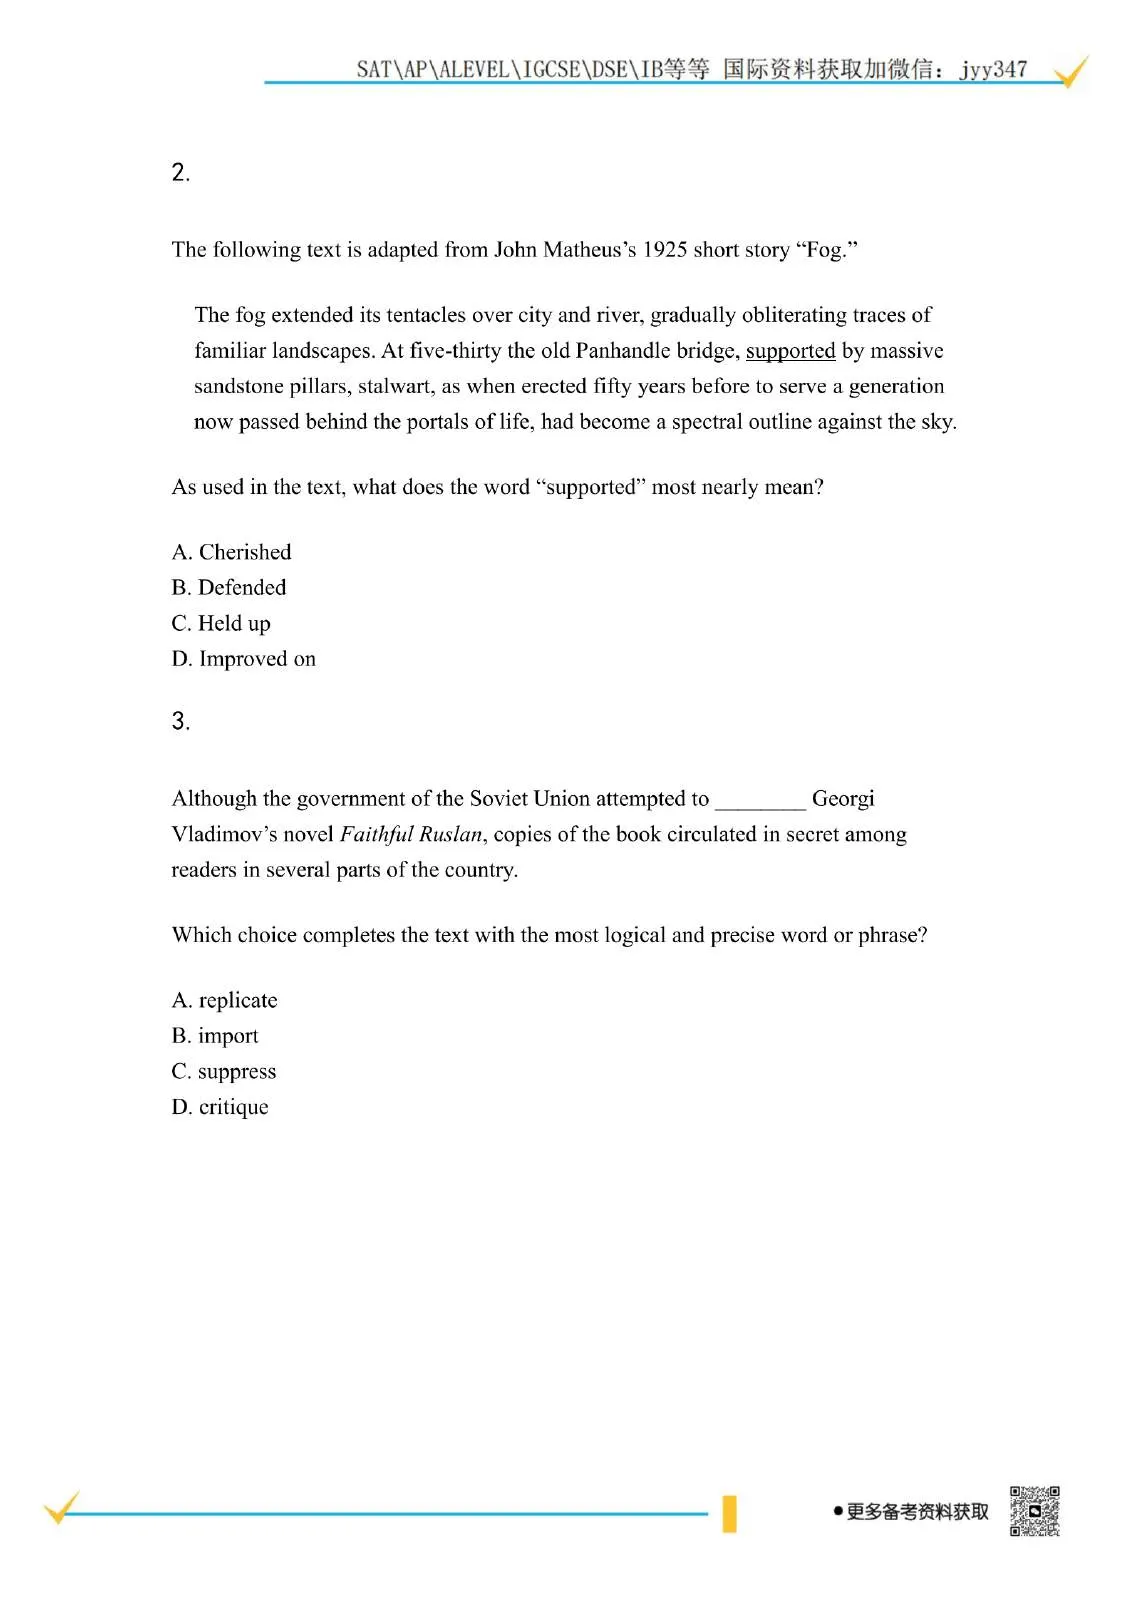 SAT\AP\ALEVEL\IGCSE\DSE\IB等等 国际资料获取加微信: jyy347
2.
The following text is adapted from John Matheus’s 1925 short story “Fog.”
The fog extended its tentacles over city and river, gradually obliterating traces of
familiar landscapes. At five-thirty the old Panhandle bridge, supported by massive
sandstone pillars, stalwart, as when erected fifty years before to serve a generation
now passed behind the portals of life, had become a spectral outline against the sky.
As used in the text, what does the word “supported” most nearly mean?
A. Cherished
B. Defended
C. Held up
D. Improved on
3.
Although the government of the Soviet Union attempted to ________ Georgi
Vladimov’s novel Faithful Ruslan, copies of the book circulated in secret among
readers in several parts of the country.
Which choice completes the text with the most logical and precise word or phrase?
A. replicate
B. import
C. suppress
D. critique
●更多备考资料获取